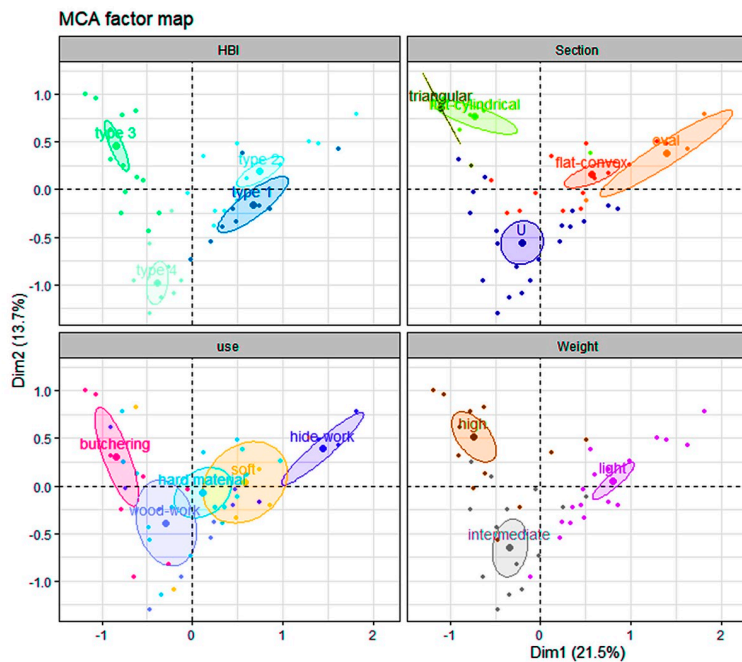 MCA factor map
HBI
Section
1.0
0.5
0.0
-0.5
-1.0
type 3
type 2
type 1
type 4
triangular
flat-cylindrical
oval
flat-convex
U
Dim2 (13.7%)
use
Weight
1.0
0.5
0.0
-0.5
-1.0
butchering
hide-work
soft
hard material
wood-work
high
light
intermediate
-1 0 1 2
-1 0 1 2
Dim1 (21.5%)